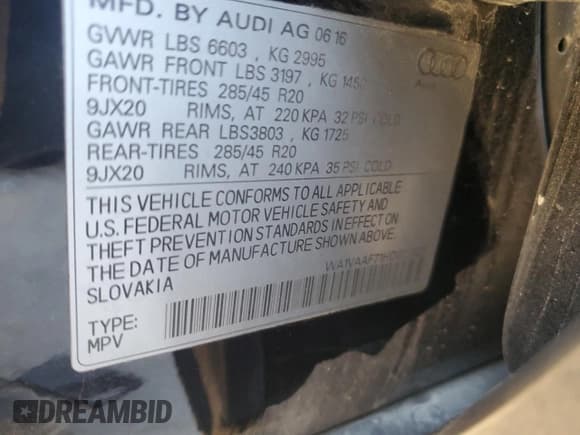 MFD. BY AUDI AG 06 16
GVWR LBS 6603 , KG 2995
GAWR FRONT LBS 3197 , KG 1450
FRONT-TIRES 285/45 R20
9JX20 RIMS, AT 220 KPA 32 PSI COLD
GAWR REAR LBS3803 , KG 1725
REAR-TIRES 285/45 R20
9JX20 RIMS, AT 240 KPA 35 PSI COLD
Audi
THIS VEHICLE CONFORMS TO ALL APPLICABLE
U.S. FEDERAL MOTOR VEHICLE SAFETY AND
THEFT PREVENTION STANDARDS IN EFFECT ON
THE DATE OF MANUFACTURE SHOWN ABOVE.
SLOVAKIA
TYPE:
MPV
DREAMBID